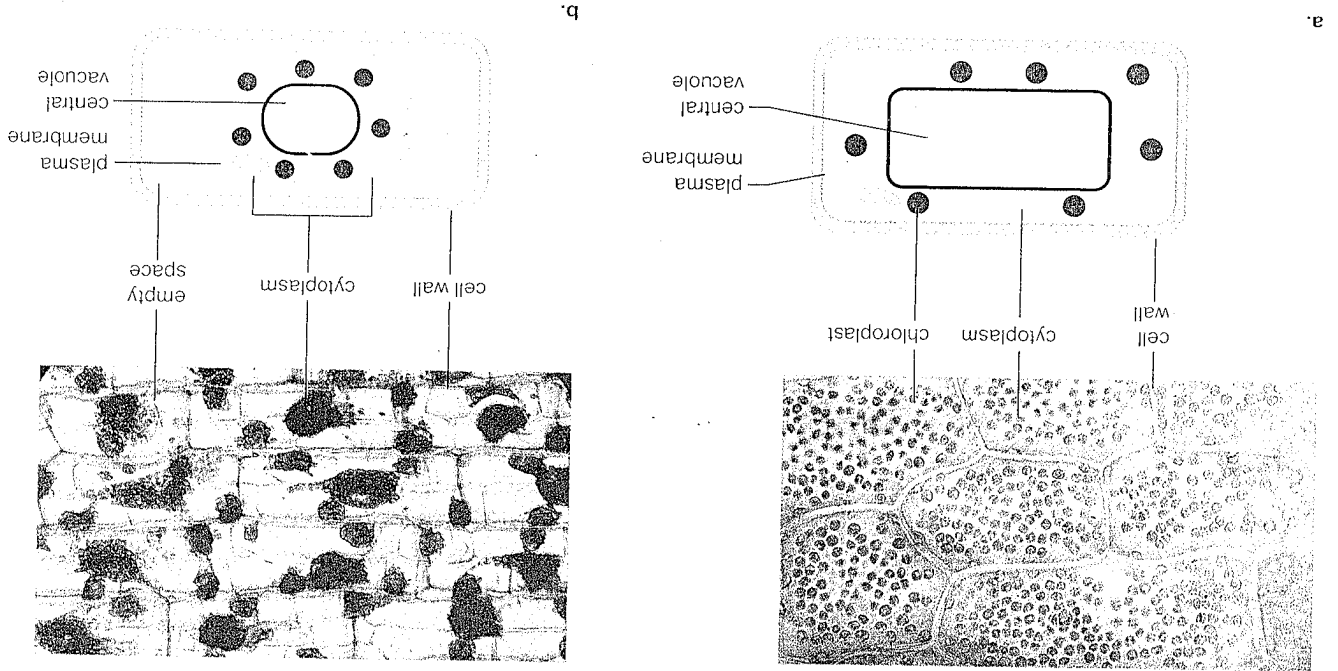 a.
cell
wall
cytoplasm
chloroplast
plasma
membrane
central
vacuole
b.
cell wall
cytoplasm
empty
space
plasma
membrane
central
vacuole